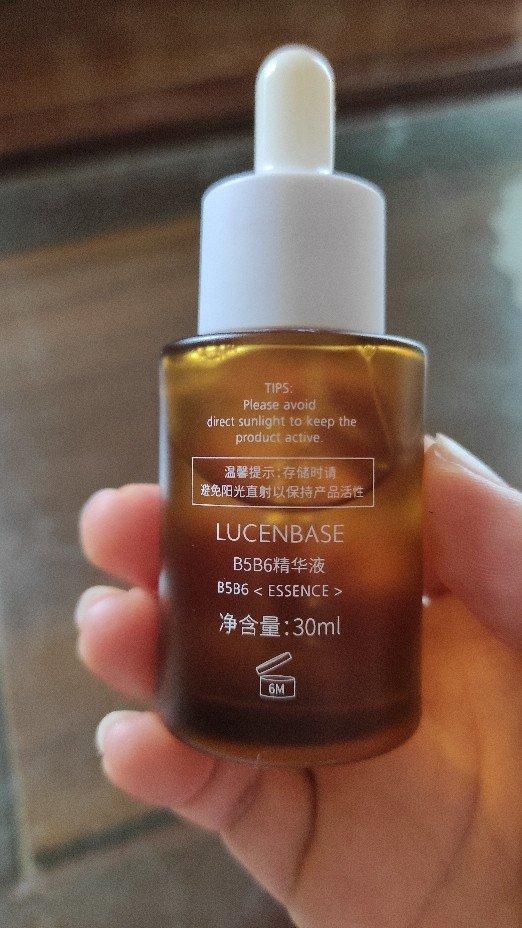 TIPS:
Please avoid
direct sunlight to keep the
product active.
温馨提示:存储时请
避免阳光直射以保持产品活性
LUCENBASE
B5B6精华液
B5B6 < ESSENCE >
净含量:30ml
6M